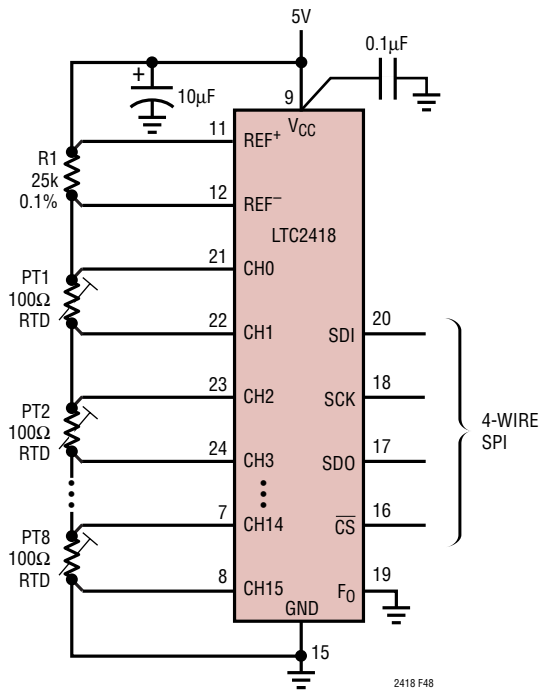 5V
0.1µF
+
10µF
9
VCC
11
REF+
R1
25k
0.1%
12
REF−
LTC2418
21
CH0
PT1
100Ω
RTD
22
CH1
20
SDI
23
CH2
18
SCK
PT2
100Ω
RTD
4-WIRE
SPI
24
CH3
17
SDO
7
CH14
16
CS
PT8
100Ω
RTD
8
CH15
19
FO
GND
15
2418 F48